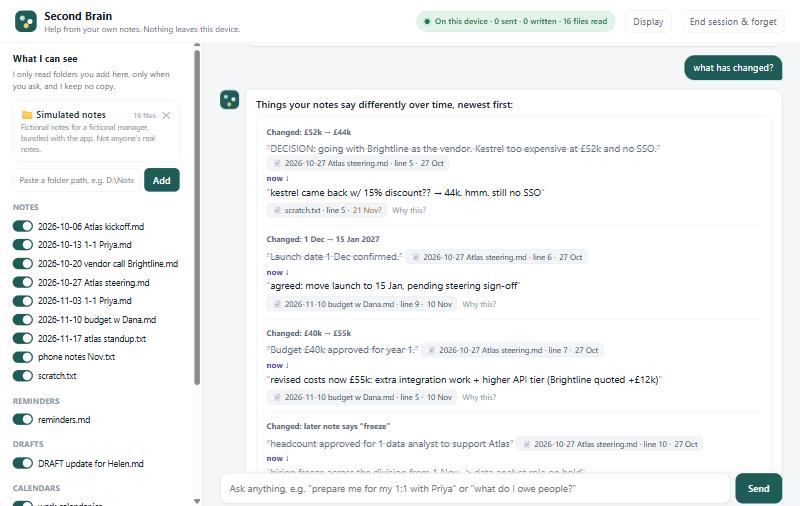 Second Brain
Help from your own notes. Nothing leaves this device.
On this device · 0 sent · 0 written · 16 files read
Display
End session & forget
What I can see
I only read folders you add here, only when
you ask, and I keep no copy.
Simulated notes
16 files
Fictional notes for a fictional manager,
bundled with the app. Not anyone's real
notes.
Paste a folder path, e.g. D:\Note
Add
NOTES
2026-10-06 Atlas kickoff.md
2026-10-13 1-1 Priya.md
2026-10-20 vendor call Brightline.md
2026-10-27 Atlas steering.md
2026-11-03 1-1 Priya.md
2026-11-10 budget w Dana.md
2026-11-17 atlas standup.txt
phone notes Nov.txt
scratch.txt
REMINDERS
reminders.md
DRAFTS
DRAFT update for Helen.md
CALENDARS
what has changed?
Things your notes say differently over time, newest first:
Changed: £52k → £44k
"DECISION: going with Brightline as the vendor. Kestrel too expensive at £52k and no SSO."
2026-10-27 Atlas steering.md · line 5 · 27 Oct
now ↓
"kestrel came back w/ 15% discount?? → 44k. hmm. still no SSO"
scratch.txt · line 5 · 21 Nov? Why this?
Changed: 1 Dec → 15 Jan 2027
"Launch date 1 Dec confirmed." 2026-10-27 Atlas steering.md · line 6 · 27 Oct
now ↓
"agreed: move launch to 15 Jan, pending steering sign-off"
2026-11-10 budget w Dana.md · line 9 · 10 Nov Why this?
Changed: £40k → £55k
"Budget £40k approved for year 1." 2026-10-27 Atlas steering.md · line 7 · 27 Oct
now ↓
"revised costs now £55k: extra integration work + higher API tier (Brightline quoted +£12k)"
2026-11-10 budget w Dana.md · line 5 · 10 Nov Why this?
Changed: later note says "freeze"
"headcount approved for 1 data analyst to support Atlas" 2026-10-27 Atlas steering.md · line 10 · 27 Oct
now ↓
"hiring freeze across the division from 1 Nov -> data analyst role on hold"
Ask anything, e.g. "prepare me for my 1:1 with Priya" or "what do I owe people?"
Send